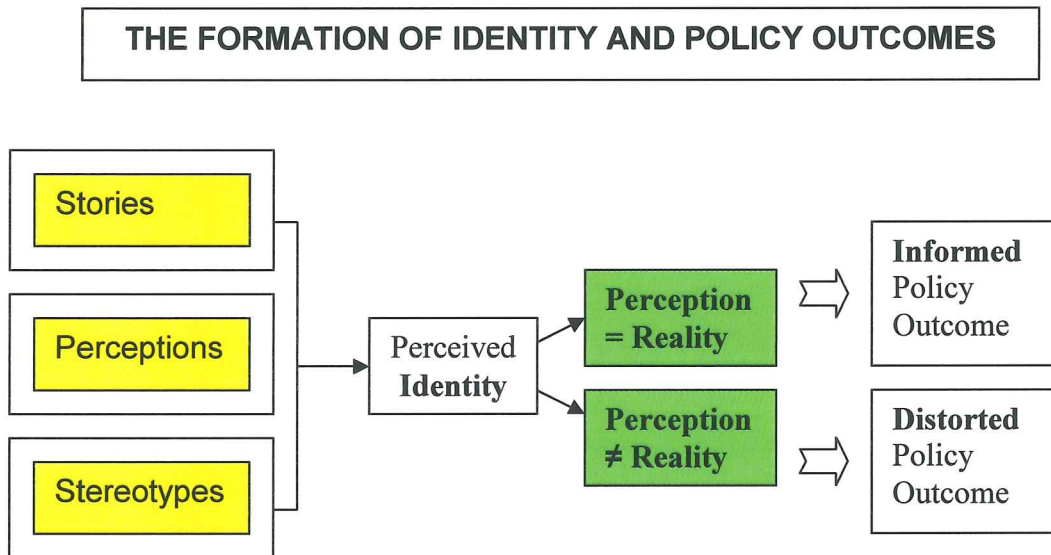 THE FORMATION OF IDENTITY AND POLICY OUTCOMES
Stories
Perceptions
Stereotypes
Perceived
Identity
Perception
= Reality
Perception
≠ Reality
Informed
Policy
Outcome
Distorted
Policy
Outcome